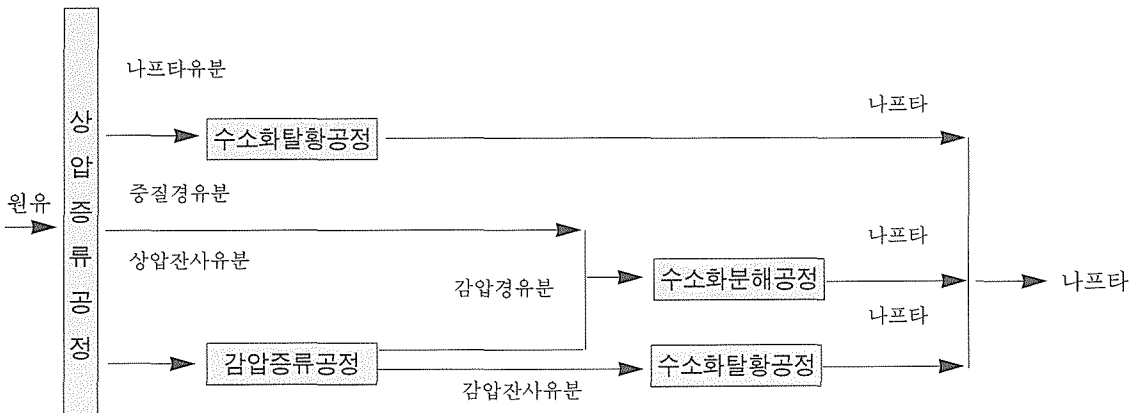 나프타유분
나프타
상압증류공정
수소화탈황공정
원유
중질경유분
상압잔사유분
나프타
감압경유분
수소화분해공정
나프타
나프타
감압증류공정
수소화탈황공정
감압잔사유분